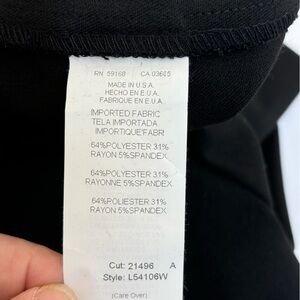 RN 59168 CA 03605
MADE IN U.S.A.
HECHO EN E.U.A.
FABRIQUE EN E.U.A.
IMPORTED FABRIC
TELA IMPORTADA
IMPORTIQUE FABRI
64%POLYESTER 31%
RAYON 5%SPANDEX
64%POLYESTER 31%
RAYONNE 5%SPANDEX
64%POLIESTER 31%
RAYON 5%SPANDEX
Cut: 21496 A
Style: L54106W
(Care Over)